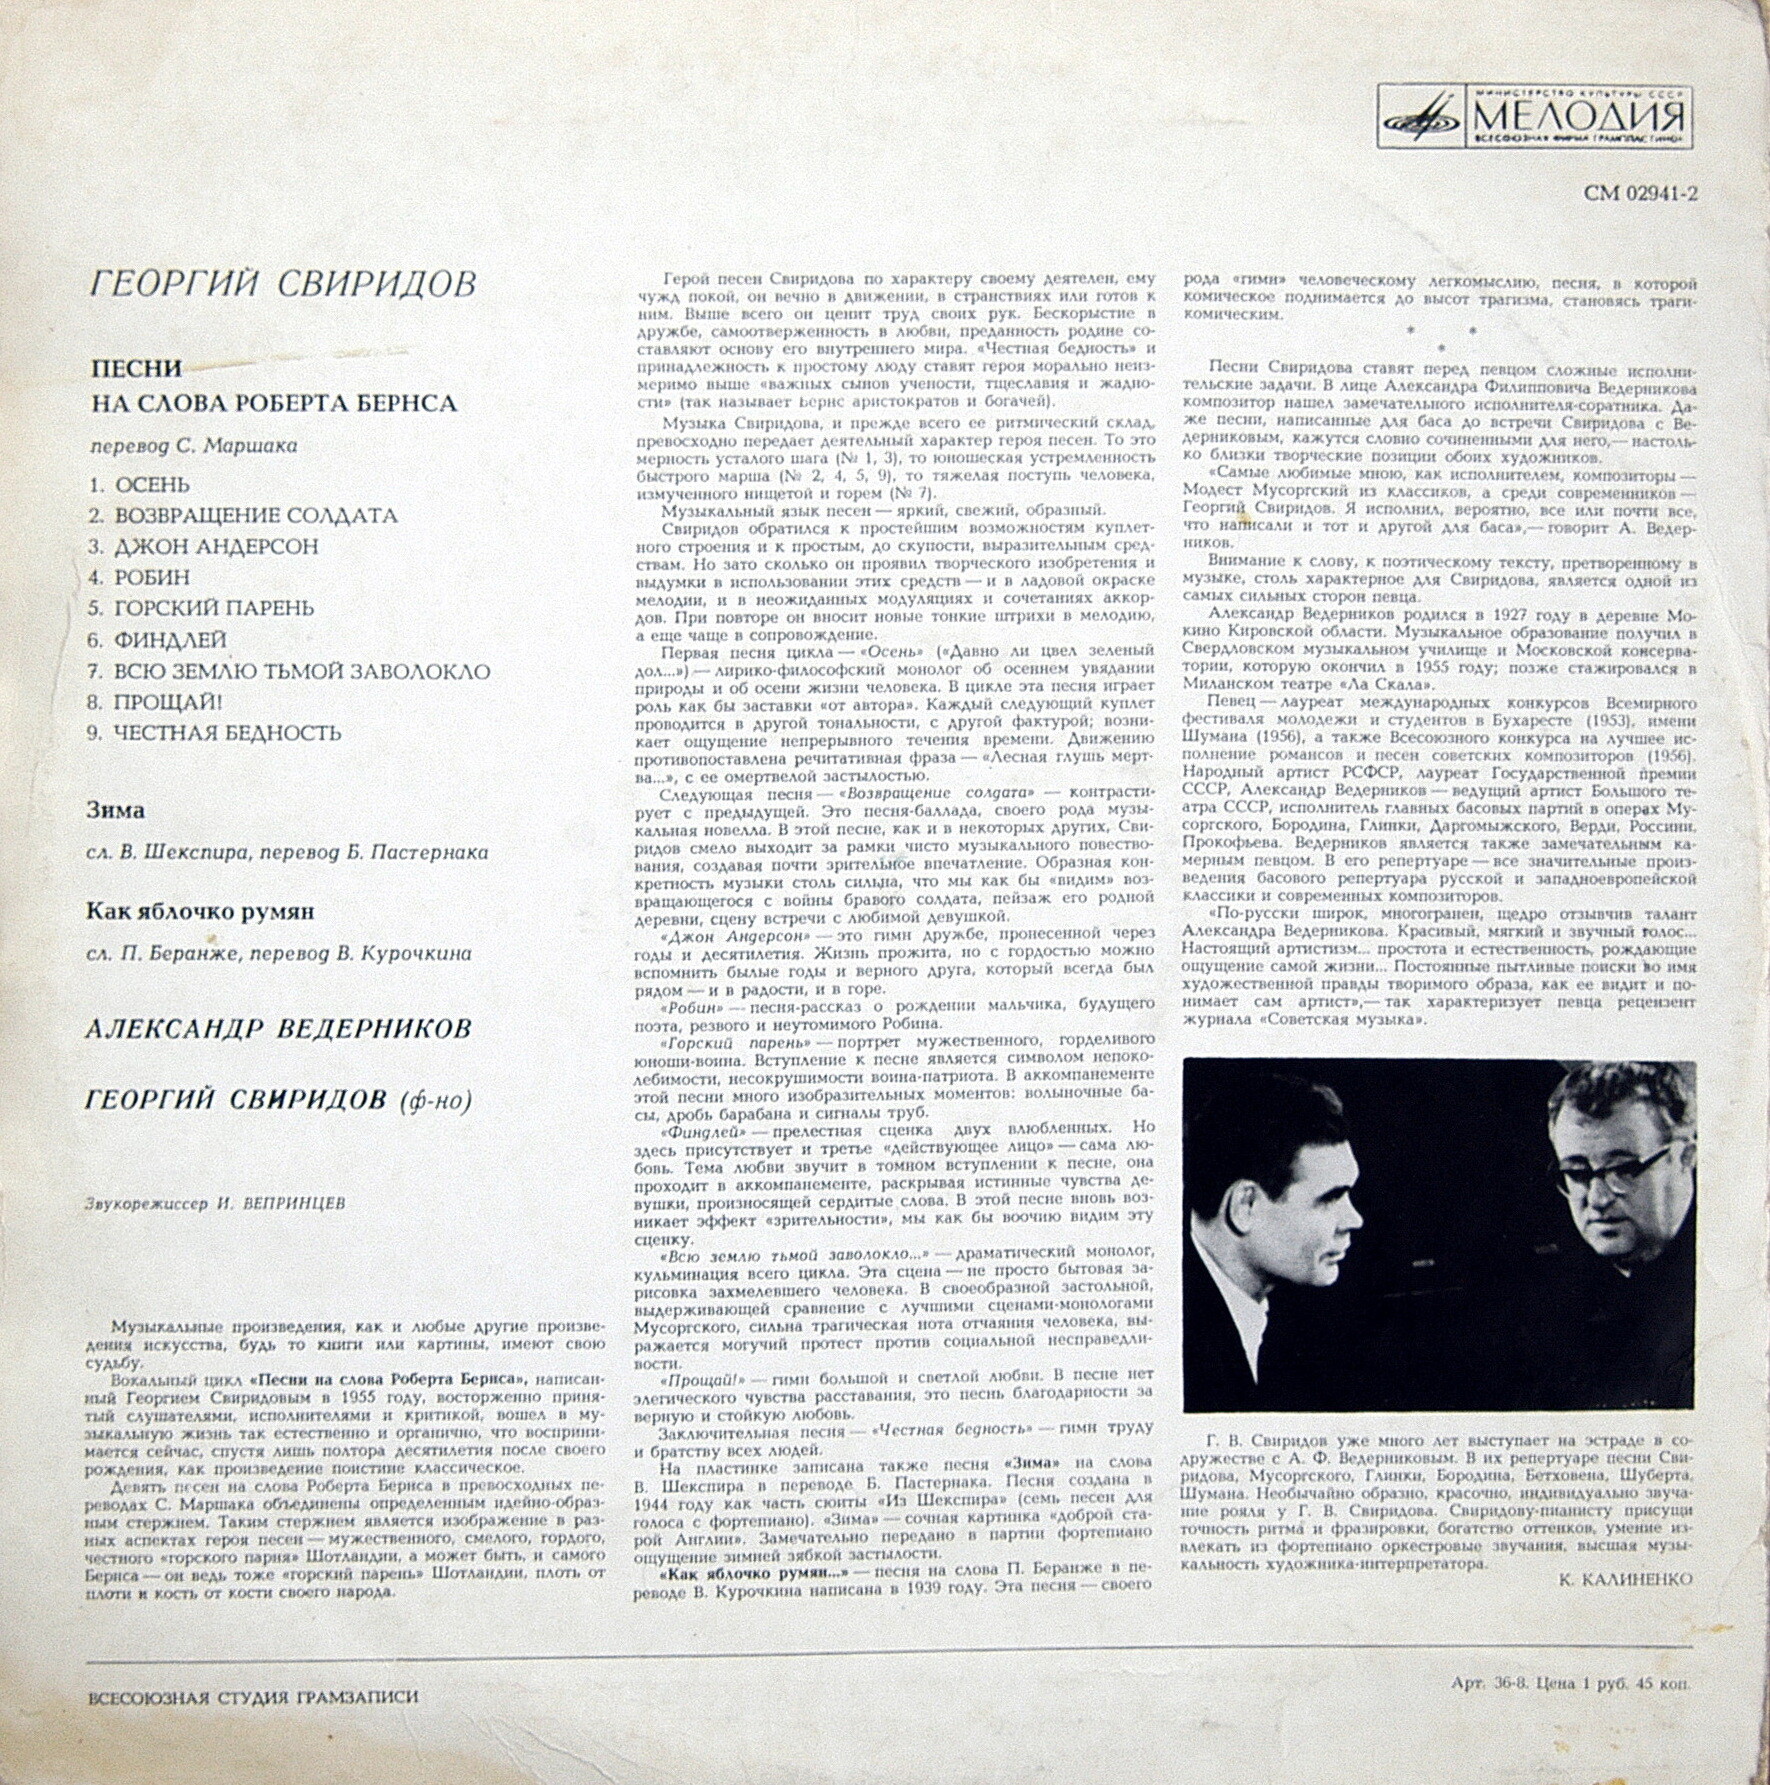 МИНИСТЕРСТВО КУЛЬТУРЫ СССР
МЕЛОДИЯ
ВСЕСОЮЗНАЯ ФИРМА ГРАМПЛАСТИНОК
СМ 02941-2
ГЕОРГИЙ СВИРИДОВ
ПЕСНИ
НА СЛОВА РОБЕРТА БЕРНСА
перевод С. Маршака
1. ОСЕНЬ
2. ВОЗВРАЩЕНИЕ СОЛДАТА
3. ДЖОН АНДЕРСОН
4. РОБИН
5. ГОРСКИЙ ПАРЕНЬ
6. ФИНДЛЕЙ
7. ВСЮ ЗЕМЛЮ ТЬМОЙ ЗАВОЛОКЛО
8. ПРОЩАЙ!
9. ЧЕСТНАЯ БЕДНОСТЬ
Зима
сл. В. Шекспира, перевод Б. Пастернака
Как яблочко румян
сл. П. Беранже, перевод В. Курочкина
АЛЕКСАНДР ВЕДЕРНИКОВ
ГЕОРГИЙ СВИРИДОВ (ф-но)
Звукорежиссер И. ВЕПРИНЦЕВ
Музыкальные произведения, как и любые другие произве-
дения искусства, будь то книги или картины, имеют свою
судьбу.
Вокальный цикл «Песни на слова Роберта Бернса», написан-
ный Георгием Свиридовым в 1955 году, восторженно приня-
тый слушателями, исполнителями и критикой, вошел в му-
зыкальную жизнь так естественно и органично, что восприни-
мается сейчас, спустя лишь полтора десятилетия после своего
рождения, как произведение поистине классическое.
Девять песен на слова Роберта Бернса в превосходных пе-
реводах С. Маршака объединены определенным идейно-образ-
ным стержнем. Таким стержнем является изображение в раз-
ных аспектах героя песен — мужественного, смелого, гордого,
честного «горского парня» Шотландии, а может быть, и самого
Бернса — он ведь тоже «горский парень» Шотландии, плоть от
плоти и кость от кости своего народа.
Герой песен Свиридова по характеру своему деятелен, ему
чужд покой, он вечно в движении, в странствиях или готов к
ним. Выше всего он ценит труд своих рук. Бескорыстие в
дружбе, самоотверженность в любви, преданность родине со-
ставляют основу его внутреннего мира. «Честная бедность» и
принадлежность к простому люду ставят героя морально неиз-
меримо выше «важных сынов учености, тщеславия и жадно-
сти» (так называет Бернс аристократов и богачей).
Музыка Свиридова, и прежде всего ее ритмический склад,
превосходно передает деятельный характер героя песен. То это
мерность усталого шага (№ 1, 3), то юношеская устремленность
быстрого марша (№ 2, 4, 5, 9), то тяжелая поступь человека,
измученного нищетой и горем (№ 7).
Музыкальный язык песен — яркий, свежий, образный.
Свиридов обратился к простейшим возможностям куплет-
ного строения и к простым, до скупости, выразительным сред-
ствам. Но зато сколько он проявил творческого изобретения и
выдумки в использовании этих средств — и в ладовой окраске
мелодии, и в неожиданных модуляциях и сочетаниях аккор-
дов. При повторе он вносит новые тонкие штрихи в мелодию,
а еще чаще в сопровождение.
Первая песня цикла — «Осень» («Давно ли цвел зеленый
дол...») — лирико-философский монолог об осеннем увядании
природы и об осени жизни человека. В цикле эта песня играет
роль как бы заставки «от автора». Каждый следующий куплет
проводится в другой тональности, с другой фактурой; возни-
кает ощущение непрерывного течения времени. Движению
противопоставлена речитативная фраза — «Лесная глушь мерт-
ва...», с ее омертвелой застылостью.
Следующая песня — «Возвращение солдата» — контрасти-
рует с предыдущей. Это песня-баллада, своего рода музы-
кальная новелла. В этой песне, как и в некоторых других, Сви-
ридов смело выходит за рамки чисто музыкального повество-
вания, создавая почти зрительное впечатление. Образная кон-
кретность музыки столь сильна, что мы как бы «видим» воз-
вращающегося с войны бравого солдата, пейзаж его родной
деревни, сцену встречи с любимой девушкой.
«Джон Андерсон» — это гимн дружбе, пронесенной через
годы и десятилетия. Жизнь прожита, но с гордостью можно
вспомнить былые годы и верного друга, который всегда был
рядом — и в радости, и в горе.
«Робин» — песня-рассказ о рождении мальчика, будущего
поэта, резвого и неутомимого Робина.
«Горский парень» — портрет мужественного, горделивого
юноши-воина. Вступление к песне является символом непоко-
лебимости, несокрушимости воина-патриота. В аккомпанементе
этой песни много изобразительных моментов: волыночные ба-
сы, дробь барабана и сигналы труб.
«Финдлей» — прелестная сценка двух влюбленных. Но
здесь присутствует и третье «действующее лицо» — сама лю-
бовь. Тема любви звучит в томном вступлении к песне, она
проходит в аккомпанементе, раскрывая истинные чувства де-
вушки, произносящей сердитые слова. В этой песне вновь воз-
никает эффект «зрительности», мы как бы воочию видим эту
сценку.
«Всю землю тьмой заволокло...» — драматический монолог,
кульминация всего цикла. Эта сцена — не просто бытовая за-
рисовка захмелевшего человека. В своеобразной застольной,
выдерживающей сравнение с лучшими сценами-монологами
Мусоргского, сильна трагическая нота отчаяния человека, вы-
ражается могучий протест против социальной несправедли-
вости.
«Прощай!» — гимн большой и светлой любви. В песне нет
элегического чувства расставания, это песнь благодарности за
верную и стойкую любовь.
Заключительная песня — «Честная бедность» — гимн труду
и братству всех людей.
На пластинке записана также песня «Зима» на слова
В. Шекспира в переводе Б. Пастернака. Песня создана в
1944 году как часть сюиты «Из Шекспира» (семь песен для
голоса с фортепиано). «Зима» — сочная картинка «доброй ста-
рой Англии». Замечательно передано в партии фортепиано
ощущение зимней зябкой застылости.
«Как яблочко румян...» — песня на слова П. Беранже в пе-
реводе В. Курочкина написана в 1939 году. Эта песня — своего
рода «гимн» человеческому легкомыслию, песня, в которой
комическое поднимается до высот трагизма, становясь траги-
комическим.
* *
*
Песни Свиридова ставят перед певцом сложные исполни-
тельские задачи. В лице Александра Филипповича Ведерникова
композитор нашел замечательного исполнителя-соратника. Да-
же песни, написанные для баса до встречи Свиридова с Ве-
дерниковым, кажутся словно сочиненными для него,— настоль-
ко близки творческие позиции обоих художников.
«Самые любимые мною, как исполнителем, композиторы —
Модест Мусоргский из классиков, а среди современников —
Георгий Свиридов. Я исполнил, вероятно, все или почти все,
что написали и тот и другой для баса»,— говорит А. Ведер-
ников.
Внимание к слову, к поэтическому тексту, претворенному в
музыке, столь характерное для Свиридова, является одной из
самых сильных сторон певца.
Александр Ведерников родился в 1927 году в деревне Мо-
кино Кировской области. Музыкальное образование получил в
Свердловском музыкальном училище и Московской консерва-
тории, которую окончил в 1955 году; позже стажировался в
Миланском театре «Ла Скала».
Певец — лауреат международных конкурсов Всемирного
фестиваля молодежи и студентов в Бухаресте (1953), имени
Шумана (1956), а также Всесоюзного конкурса на лучшее ис-
полнение романсов и песен советских композиторов (1956).
Народный артист РСФСР, лауреат Государственной премии
СССР, Александр Ведерников — ведущий артист Большого те-
атра СССР, исполнитель главных басовых партий в операх Му-
соргского, Бородина, Глинки, Даргомыжского, Верди, Россини,
Прокофьева. Ведерников является также замечательным ка-
мерным певцом. В его репертуаре — все значительные произ-
ведения басового репертуара русской и западноевропейской
классики и современных композиторов.
«По-русски широк, многогранен, щедро отзывчив талант
Александра Ведерникова. Красивый, мягкий и звучный голос...
Настоящий артистизм... простота и естественность, рождающие
ощущение самой жизни... Постоянные пытливые поиски во имя
художественной правды творимого образа, как ее видит и по-
нимает сам артист»,— так характеризует певца рецензент
журнала «Советская музыка».
Г. В. Свиридов уже много лет выступает на эстраде в со-
дружестве с А. Ф. Ведерниковым. В их репертуаре песни Сви-
ридова, Мусоргского, Глинки, Бородина, Бетховена, Шуберта,
Шумана. Необычайно образно, красочно, индивидуально звуча-
ние рояля у Г. В. Свиридова. Свиридову-пианисту присущи
точность ритма и фразировки, богатство оттенков, умение из-
влекать из фортепиано оркестровые звучания, высшая музы-
кальность художника-интерпретатора.
К. КАЛИНЕНКО
ВСЕСОЮЗНАЯ СТУДИЯ ГРАМЗАПИСИ
Арт. 36-8. Цена 1 руб. 45 коп.